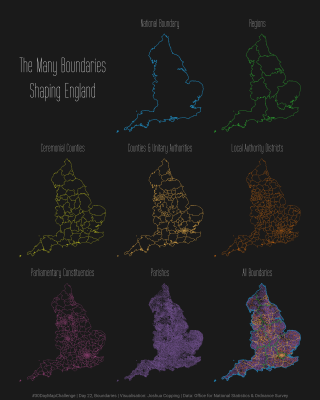 National Boundary
Regions
The Many Boundaries
Shaping England
Ceremonial Counties
Counties & Unitary Authorities
Local Authority Districts
Parliamentary Constituencies
Parishes
All Boundaries
#30DayMapChallenge | Day 22: Boundaries | Visualisation: Joshua Copping | Data: Office for National Statistics & Ordnance Survey